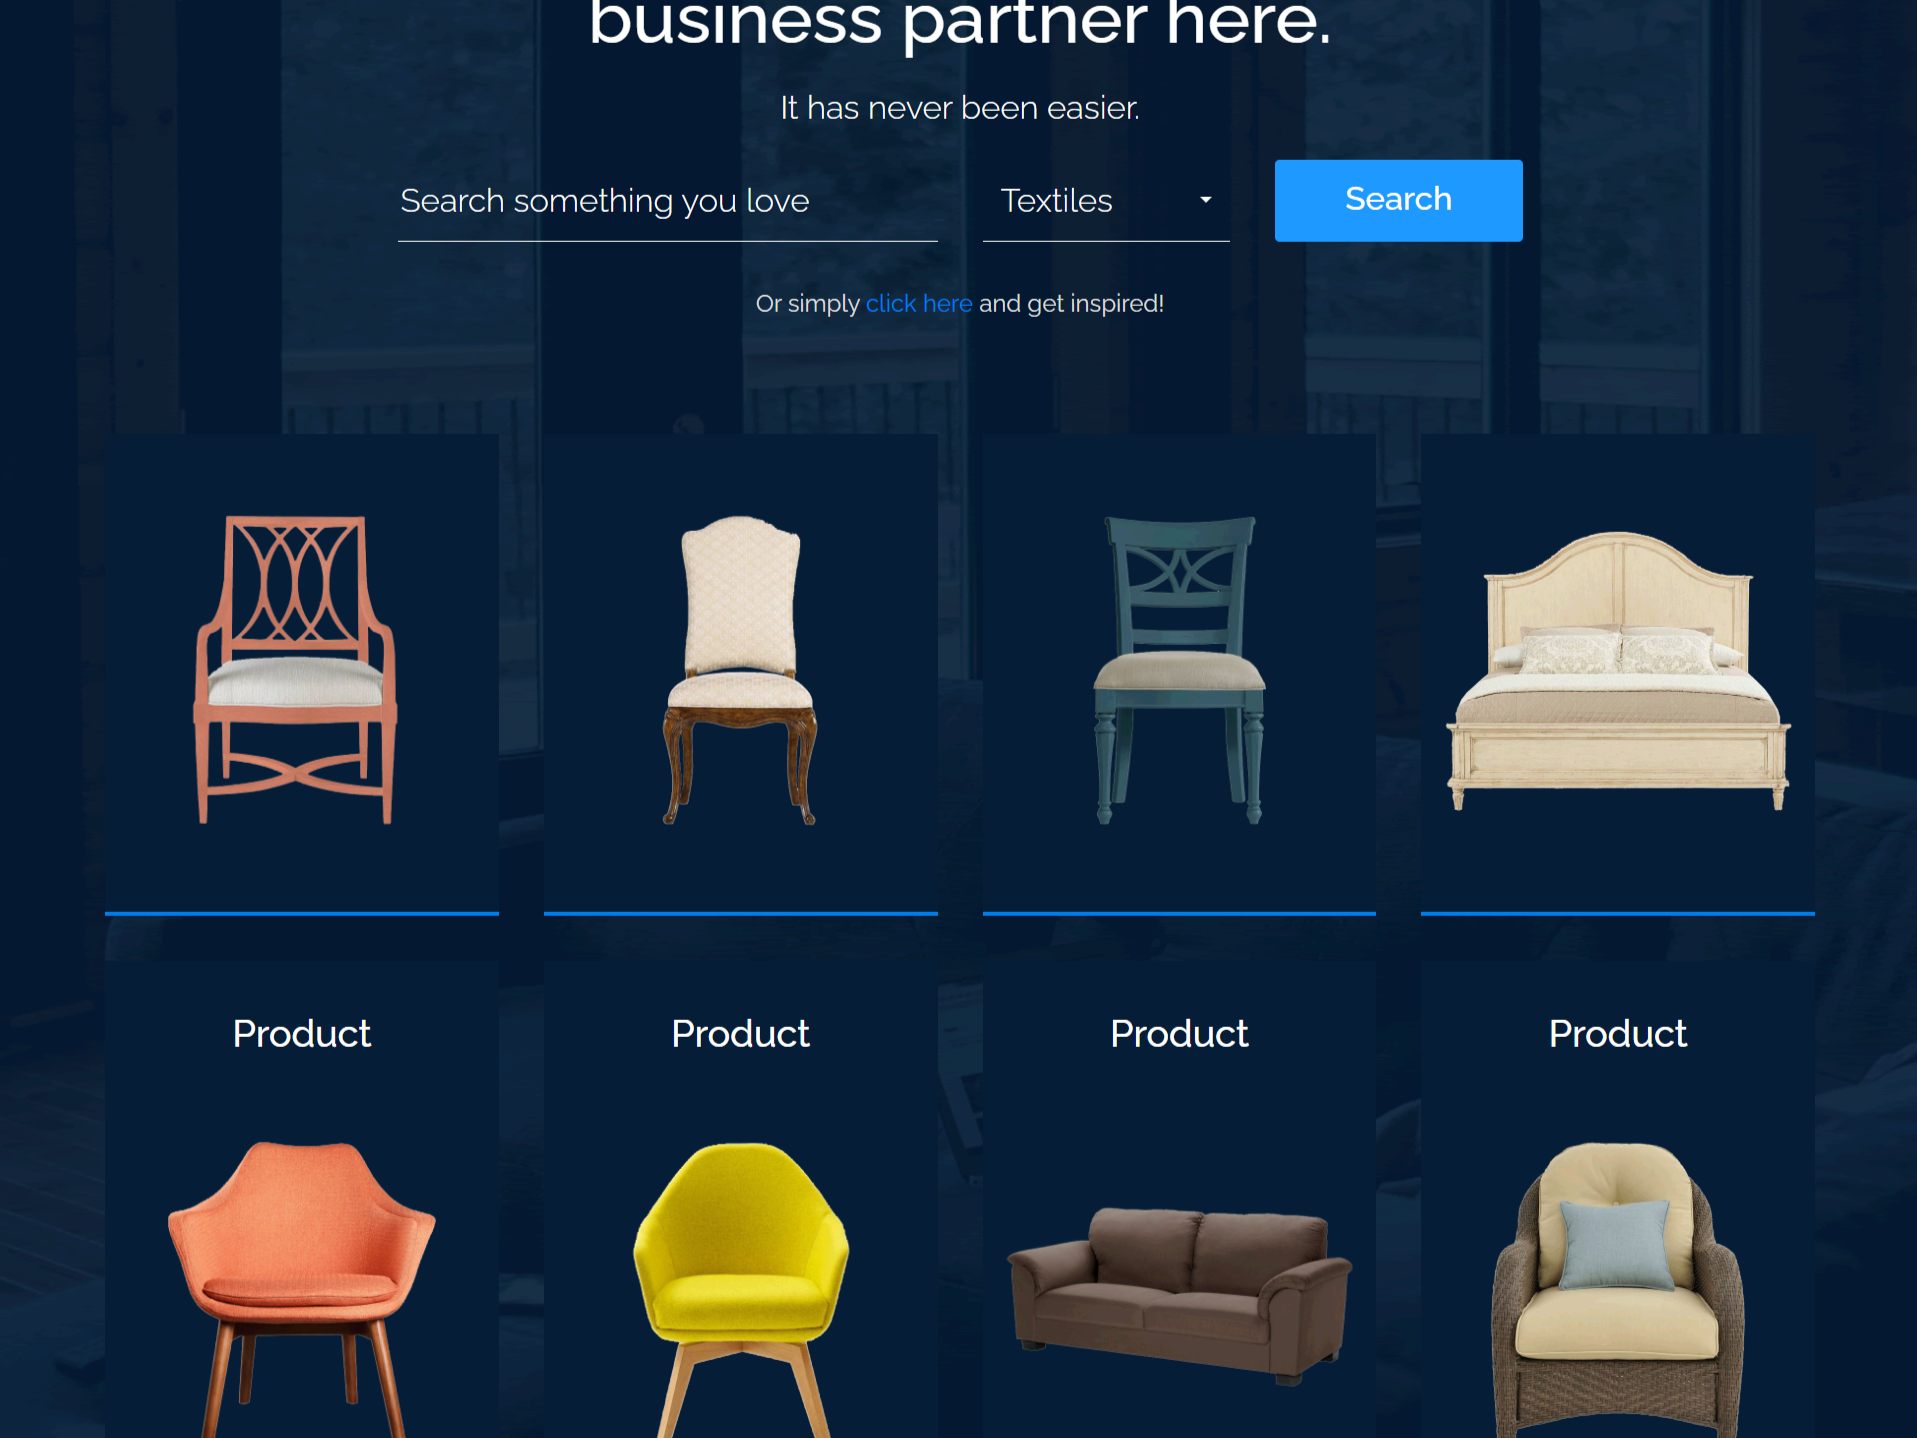 business partner here.
It has never been easier.
Search something you love
Textiles
Search
Or simply click here and get inspired!
Product
Product
Product
Product